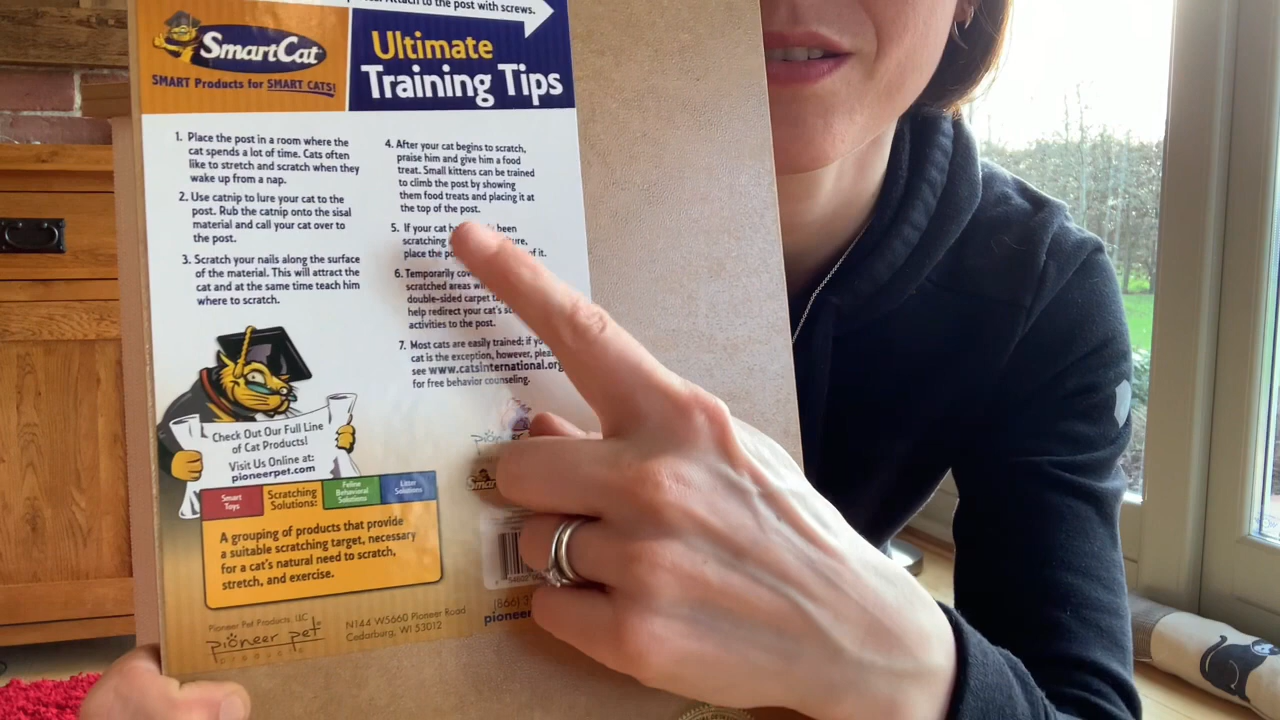 Attach to the post with screws.
SmartCat
SMART Products for SMART CATS!
Ultimate
Training Tips
1. Place the post in a room where the
cat spends a lot of time. Cats often
like to stretch and scratch when they
wake up from a nap.
2. Use catnip to lure your cat to the
post. Rub the catnip onto the sisal
material and call your cat over to
the post.
3. Scratch your nails along the surface
of the material. This will attract the
cat and at the same time teach him
where to scratch.
4. After your cat begins to scratch,
praise him and give him a food
treat. Small kittens can be trained
to climb the post by showing
them food treats and placing it at
the top of the post.
5. If your cat been
scratching
place the of it.
6. Temporarily
scratched areas
double-sided carpet
help redirect your cat's
activities to the post.
7. Most cats are easily trained; if
cat is the exception, however,
see www.catsinternational.org
for free behavior counseling.
Check Out Our Full Line
of Cat Products!
Visit Us Online at:
pioneerpet.com
Smart
Toys
Scratching
Solutions:
Feline
Behavioral
Solutions
Litter
Solutions
A grouping of products that provide
a suitable scratching target, necessary
for a cat's natural need to scratch,
stretch, and exercise.
Pioneer Pet Products, LLC
pioneer pet
products
N144 W5660 Pioneer Road
Cedarburg, WI 53012
(866)